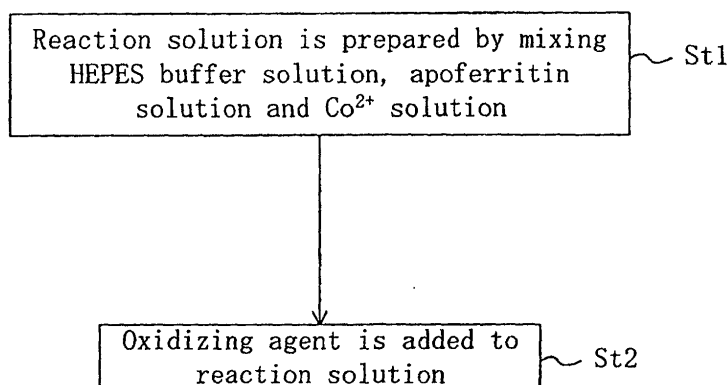 Reaction solution is prepared by mixing
HEPES buffer solution, apoferritin
solution and Co²⁺ solution
St1
Oxidizing agent is added to
reaction solution
St2